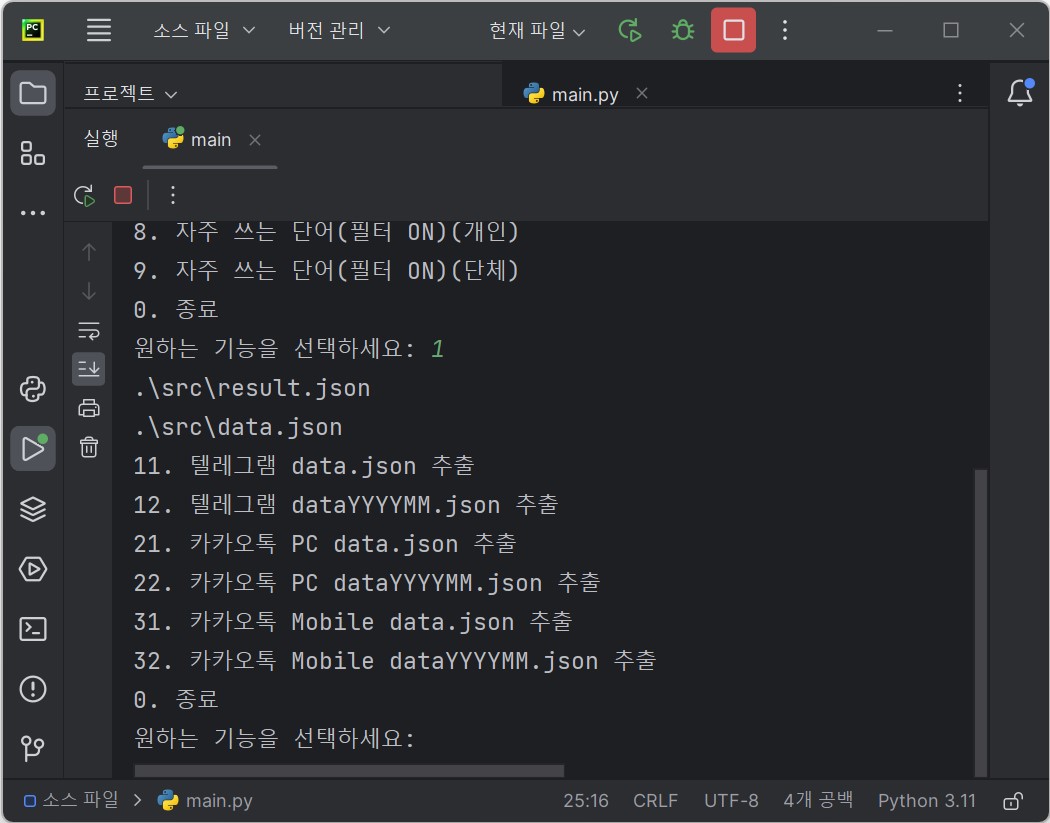 PC
소스 파일
버전 관리
현재 파일
프로젝트
main.py
실행
main
8. 자주 쓰는 단어(필터 ON)(개인)
9. 자주 쓰는 단어(필터 ON)(단체)
0. 종료
원하는 기능을 선택하세요: 1
.\src\result.json
.\src\data.json
11. 텔레그램 data.json 추출
12. 텔레그램 dataYYYYMM.json 추출
21. 카카오톡 PC data.json 추출
22. 카카오톡 PC dataYYYYMM.json 추출
31. 카카오톡 Mobile data.json 추출
32. 카카오톡 Mobile dataYYYYMM.json 추출
0. 종료
원하는 기능을 선택하세요:
소스 파일 > main.py
25:16 CRLF UTF-8 4개 공백 Python 3.11